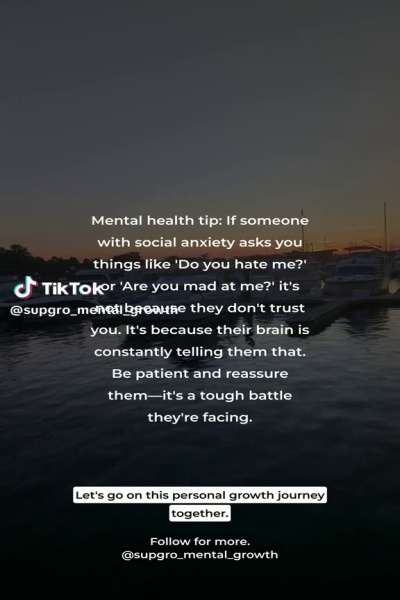 Mental health tip: If someone
with social anxiety asks you
things like 'Do you hate me?'
or 'Are you mad at me?' it's
not because they don't trust
you. It's because their brain is
constantly telling them that.
Be patient and reassure
them—it's a tough battle
they're facing.
TikTok
@supgro_mental_growth
Let's go on this personal growth journey
together.
Follow for more.
@supgro_mental_growth